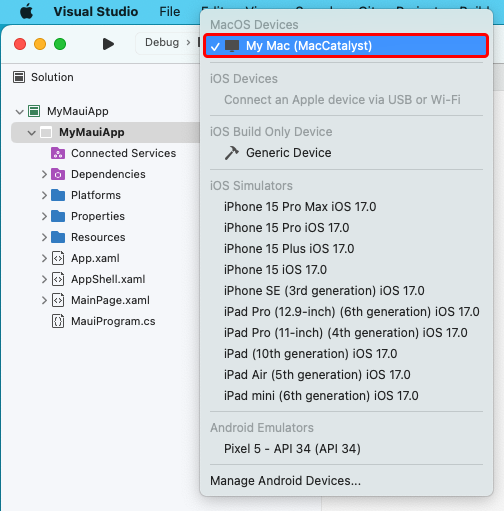 Visual Studio File
Debug
Solution
MyMauiApp
MyMauiApp
Connected Services
Dependencies
Platforms
Properties
Resources
App.xaml
AppShell.xaml
MainPage.xaml
MauiProgram.cs
MacOS Devices
✓ My Mac (MacCatalyst)
iOS Devices
Connect an Apple device via USB or Wi-Fi
iOS Build Only Device
Generic Device
iOS Simulators
iPhone 15 Pro Max iOS 17.0
iPhone 15 Pro iOS 17.0
iPhone 15 Plus iOS 17.0
iPhone 15 iOS 17.0
iPhone SE (3rd generation) iOS 17.0
iPad Pro (12.9-inch) (6th generation) iOS 17.0
iPad Pro (11-inch) (4th generation) iOS 17.0
iPad (10th generation) iOS 17.0
iPad Air (5th generation) iOS 17.0
iPad mini (6th generation) iOS 17.0
Android Emulators
Pixel 5 - API 34 (API 34)
Manage Android Devices...